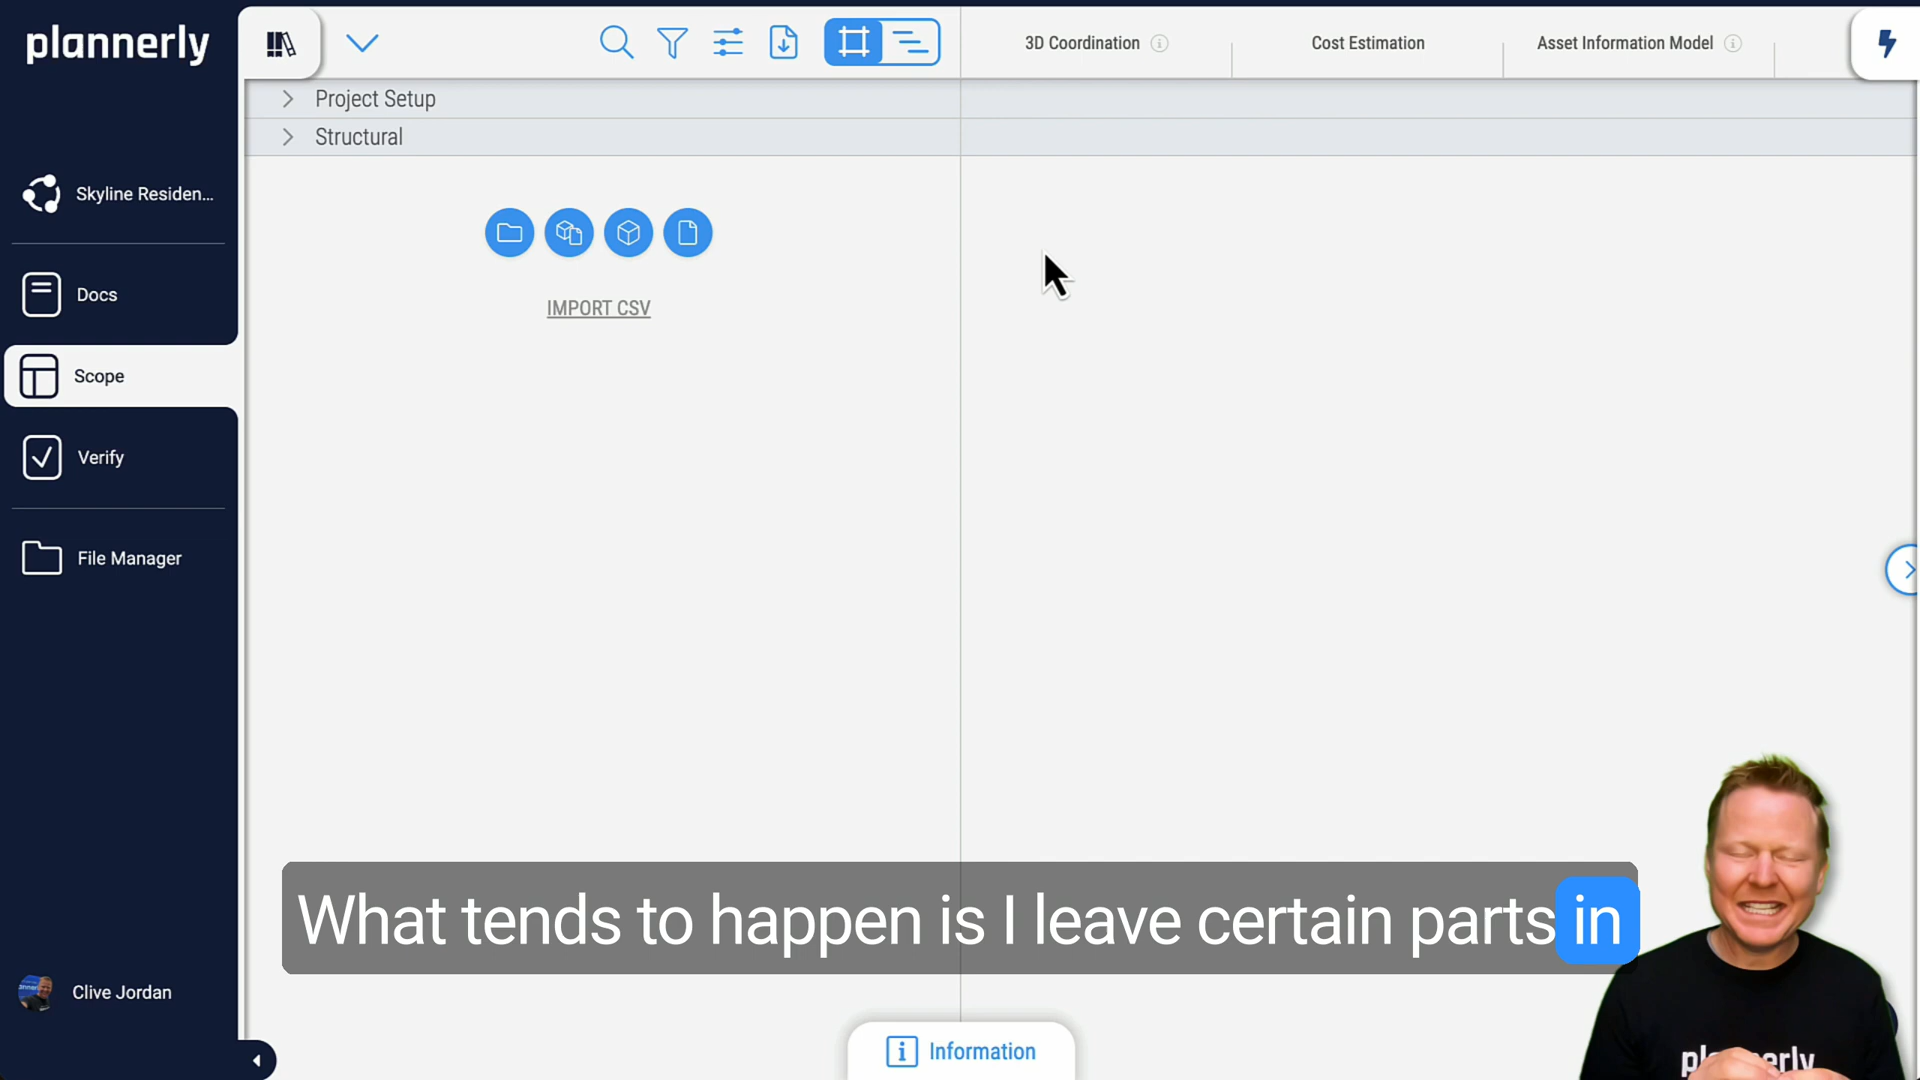 plannerly
3D Coordination
Cost Estimation
Asset Information Model
Project Setup
Structural
Skyline Residen...
Docs
IMPORT CSV
Scope
Verify
File Manager
What tends to happen is I leave certain parts in
Clive Jordan
Information